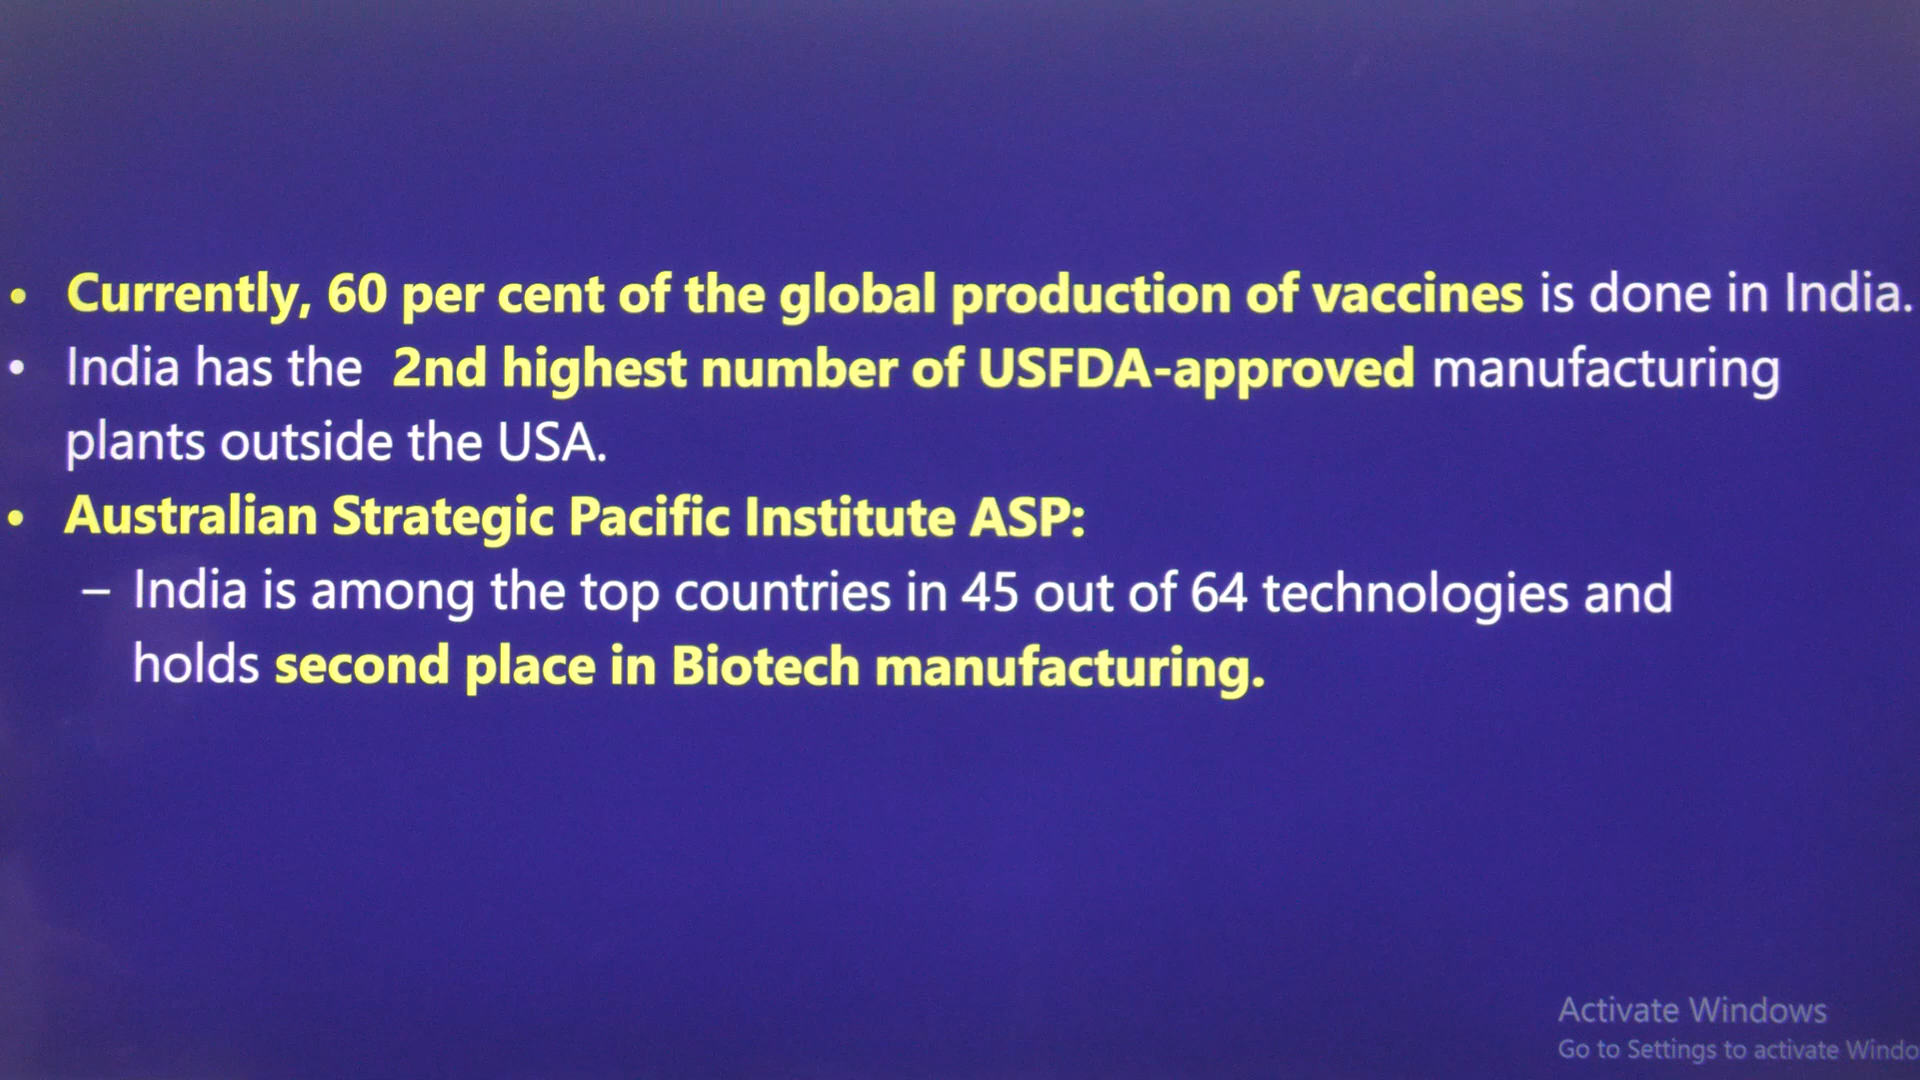 • Currently, 60 per cent of the global production of vaccines is done in India.
• India has the 2nd highest number of USFDA-approved manufacturing
plants outside the USA.
• Australian Strategic Pacific Institute ASP:
– India is among the top countries in 45 out of 64 technologies and
holds second place in Biotech manufacturing.
Activate Windows
Go to Settings to activate Windo